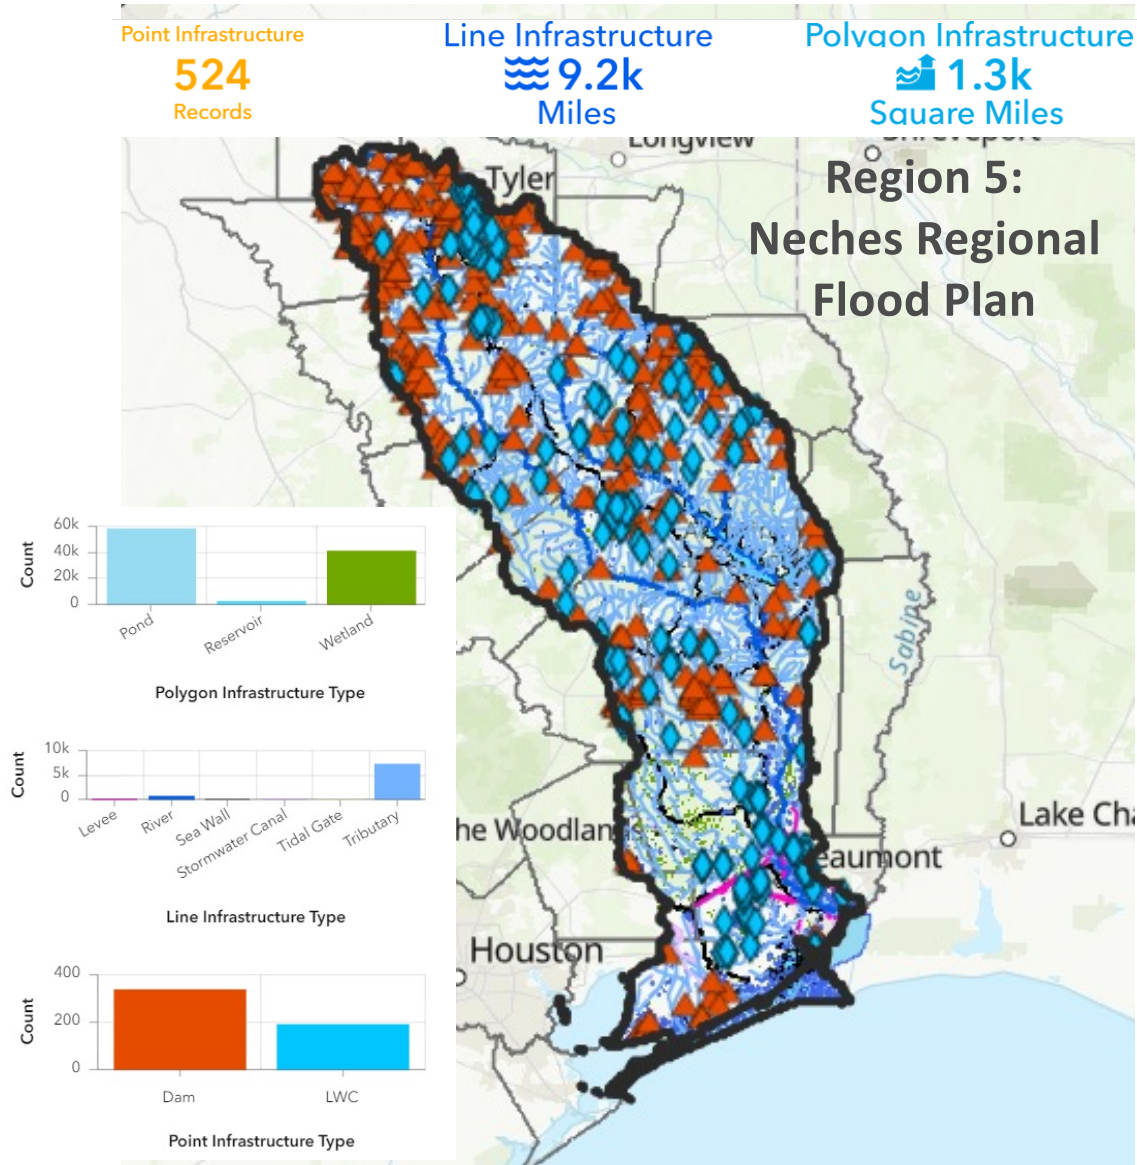 Point Infrastructure
524
Records
Line Infrastructure
9.2k
Miles
Polygon Infrastructure
1.3k
Square Miles
Longview
Shreveport
Tyler
Region 5:
Neches Regional
Flood Plan
60k
40k
20k
0
Count
Pond
Reservoir
Wetland
Polygon Infrastructure Type
Sabine
10k
5k
0
Count
Levee
River
Sea Wall
Stormwater Canal
Tidal Gate
Tributary
Line Infrastructure Type
he Woodlands
Lake Cha
eaumont
Houston
400
200
0
Count
Dam
LWC
Point Infrastructure Type